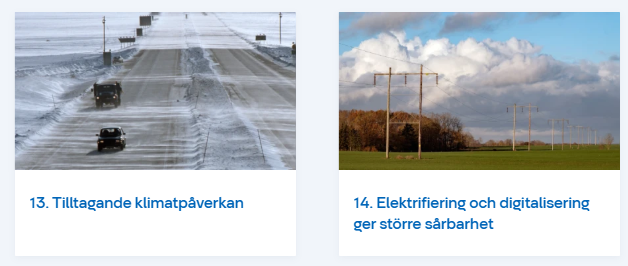 13. Tilltagande klimatpåverkan
14. Elektrifiering och digitalisering
ger större sårbarhet